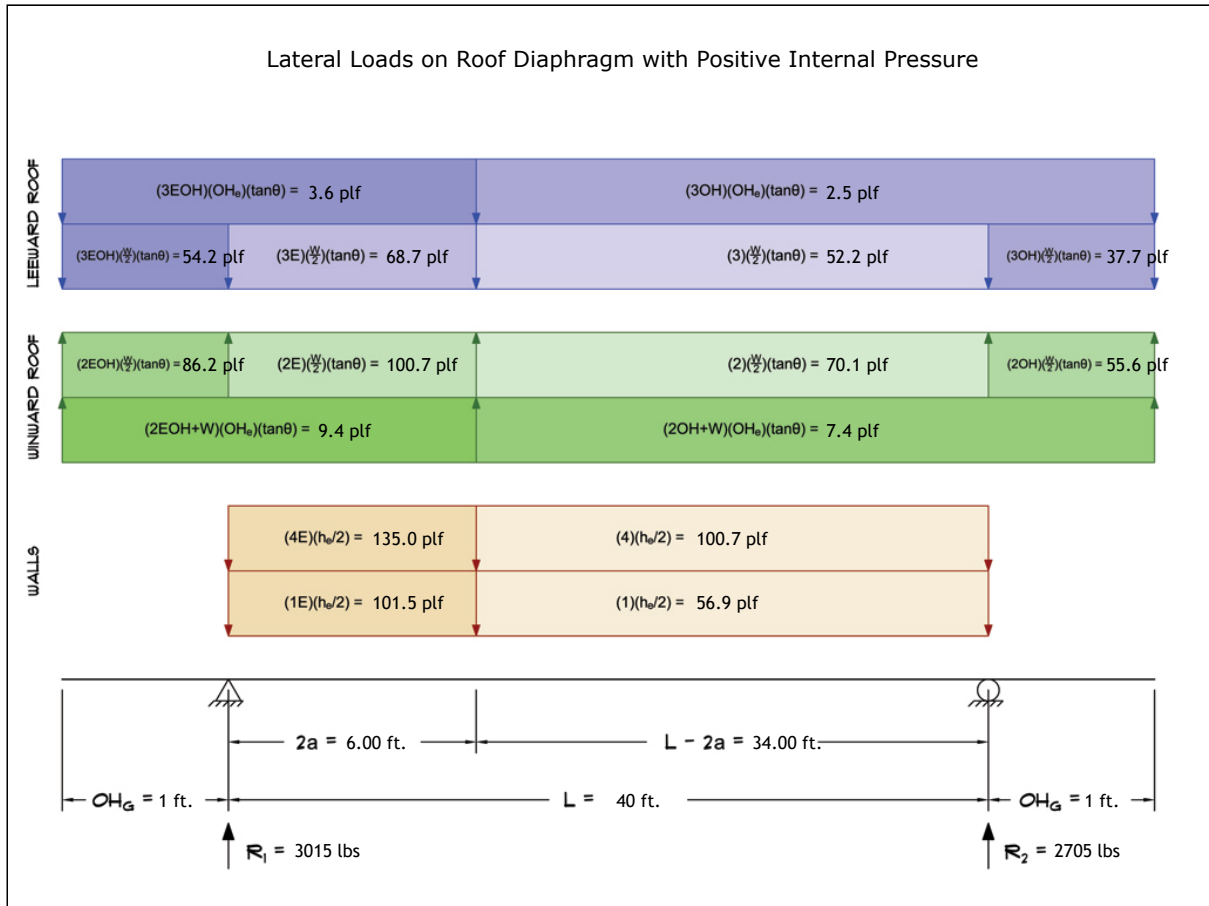 Lateral Loads on Roof Diaphragm with Positive Internal Pressure
LEEWARD ROOF
(3EOH)(OHₑ)(tanθ) = 3.6 plf
(3OH)(OHₑ)(tanθ) = 2.5 plf
(3EOH)(W/2)(tanθ) = 54.2 plf
(3E)(W/2)(tanθ) = 68.7 plf
(3)(W/2)(tanθ) = 52.2 plf
(3OH)(W/2)(tanθ) = 37.7 plf
WINWARD ROOF
(2EOH)(W/2)(tanθ) = 86.2 plf
(2E)(W/2)(tanθ) = 100.7 plf
(2)(W/2)(tanθ) = 70.1 plf
(2OH)(W/2)(tanθ) = 55.6 plf
(2EOH+W)(OHₑ)(tanθ) = 9.4 plf
(2OH+W)(OHₑ)(tanθ) = 7.4 plf
WALLS
(4E)(hₑ/2) = 135.0 plf
(4)(hₑ/2) = 100.7 plf
(1E)(hₑ/2) = 101.5 plf
(1)(hₑ/2) = 56.9 plf
2a = 6.00 ft.
L - 2a = 34.00 ft.
OH_G = 1 ft.
L = 40 ft.
OH_G = 1 ft.
R₁ = 3015 lbs
R₂ = 2705 lbs